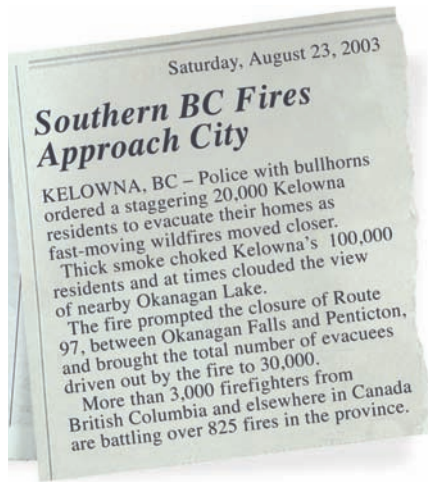 Saturday, August 23, 2003
Southern BC Fires
Approach City
KELOWNA, BC – Police with bullhorns
ordered a staggering 20,000 Kelowna
residents to evacuate their homes as
fast-moving wildfires moved closer.
Thick smoke choked Kelowna's 100,000
residents and at times clouded the view
of nearby Okanagan Lake.
The fire prompted the closure of Route
97, between Okanagan Falls and Penticton,
and brought the total number of evacuees
driven out by the fire to 30,000.
More than 3,000 firefighters from
British Columbia and elsewhere in Canada
are battling over 825 fires in the province.